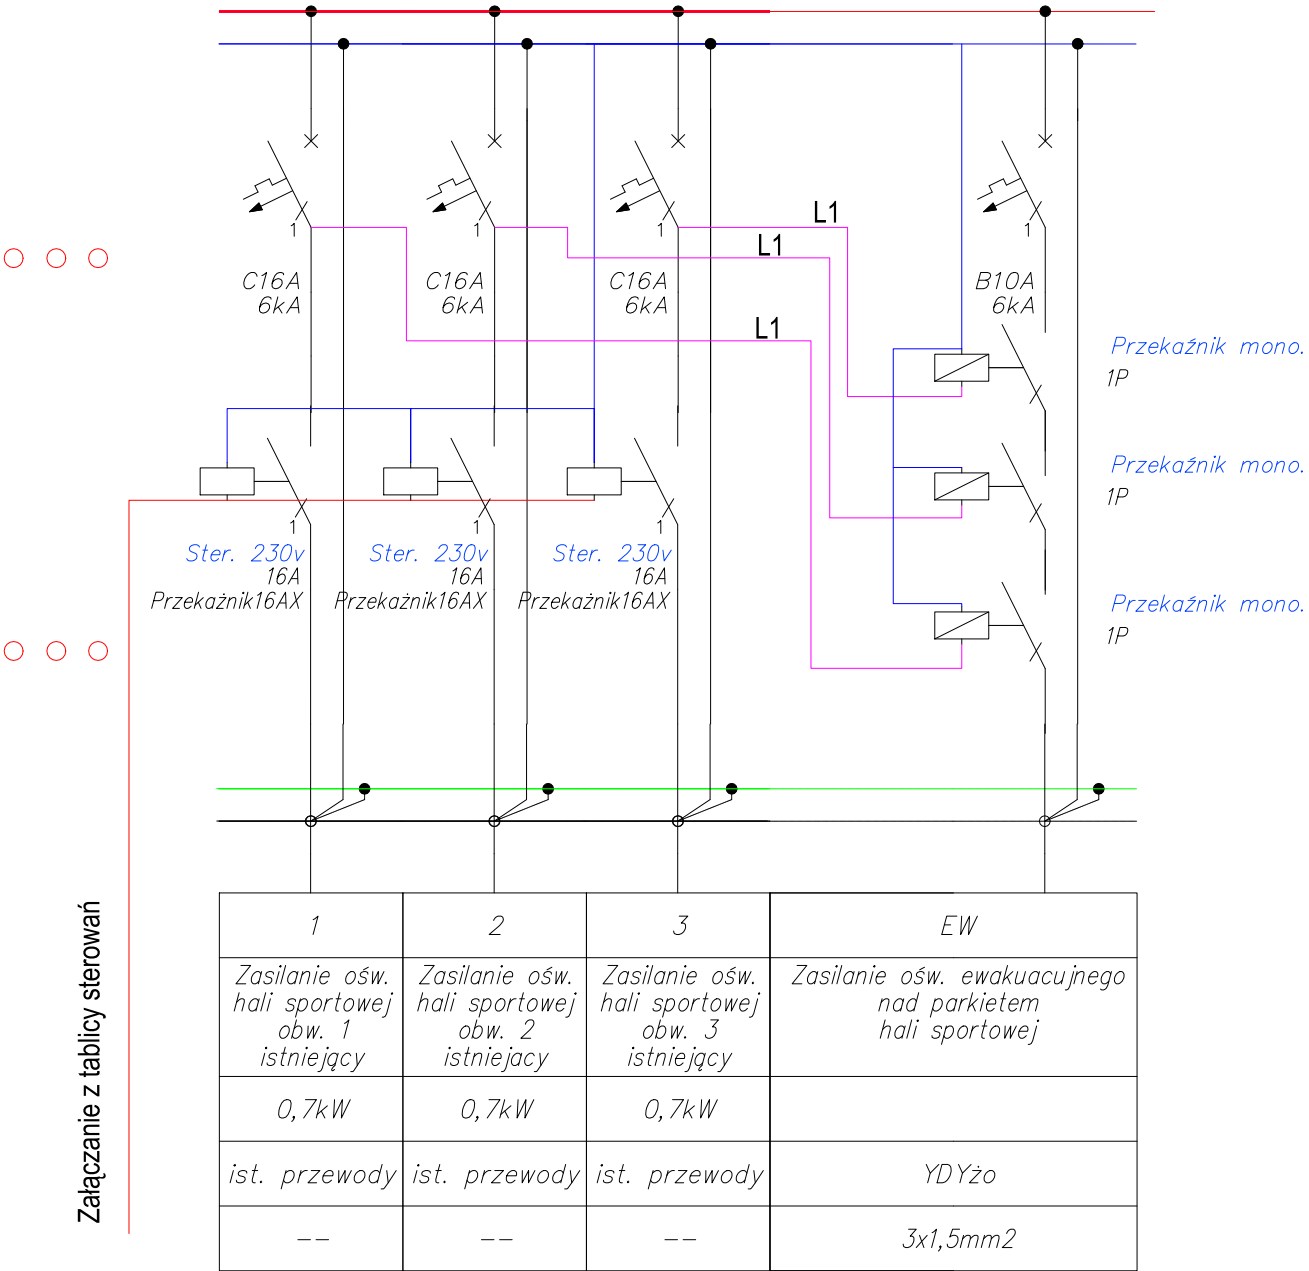 L1
L1
L1
1
1
1
1
C16A
6kA
C16A
6kA
C16A
6kA
B10A
6kA
Przekaźnik mono.
1P
Przekaźnik mono.
1P
Przekaźnik mono.
1P
1
1
1
Ster. 230v
16A
Przekażnik16AX
Ster. 230v
16A
Przekażnik16AX
Ster. 230v
16A
Przekażnik16AX
Załączanie z tablicy sterowań
1
2
3
EW
Zasilanie ośw.
hali sportowej
obw. 1
istniejący
Zasilanie ośw.
hali sportowej
obw. 2
istniejacy
Zasilanie ośw.
hali sportowej
obw. 3
istniejący
Zasilanie ośw. ewakuacujnego
nad parkietem
hali sportowej
0,7kW
0,7kW
0,7kW
ist. przewody
ist. przewody
ist. przewody
YDYżo
--
--
--
3x1,5mm2